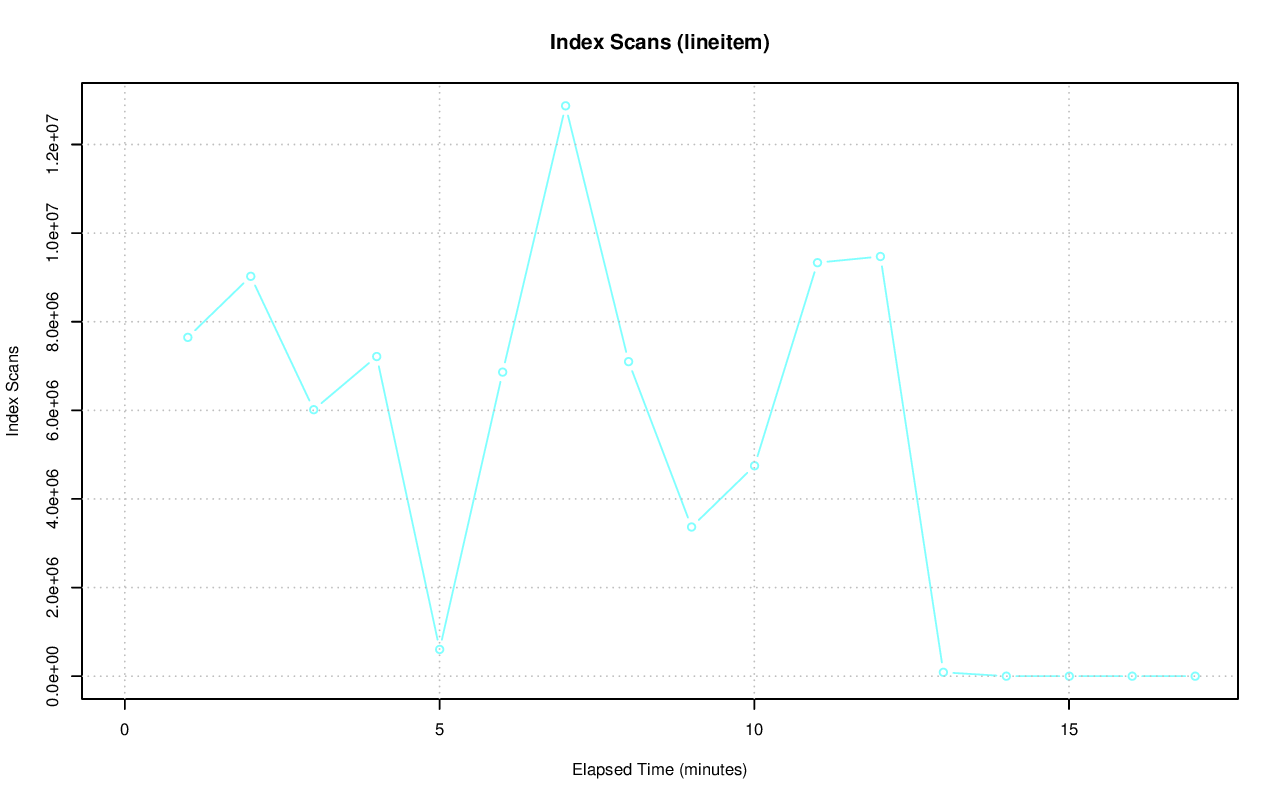 Index Scans (lineitem)
Index Scans
1.2e+07
1.0e+07
8.0e+06
6.0e+06
4.0e+06
2.0e+06
0.0e+00
0 5 10 15
Elapsed Time (minutes)